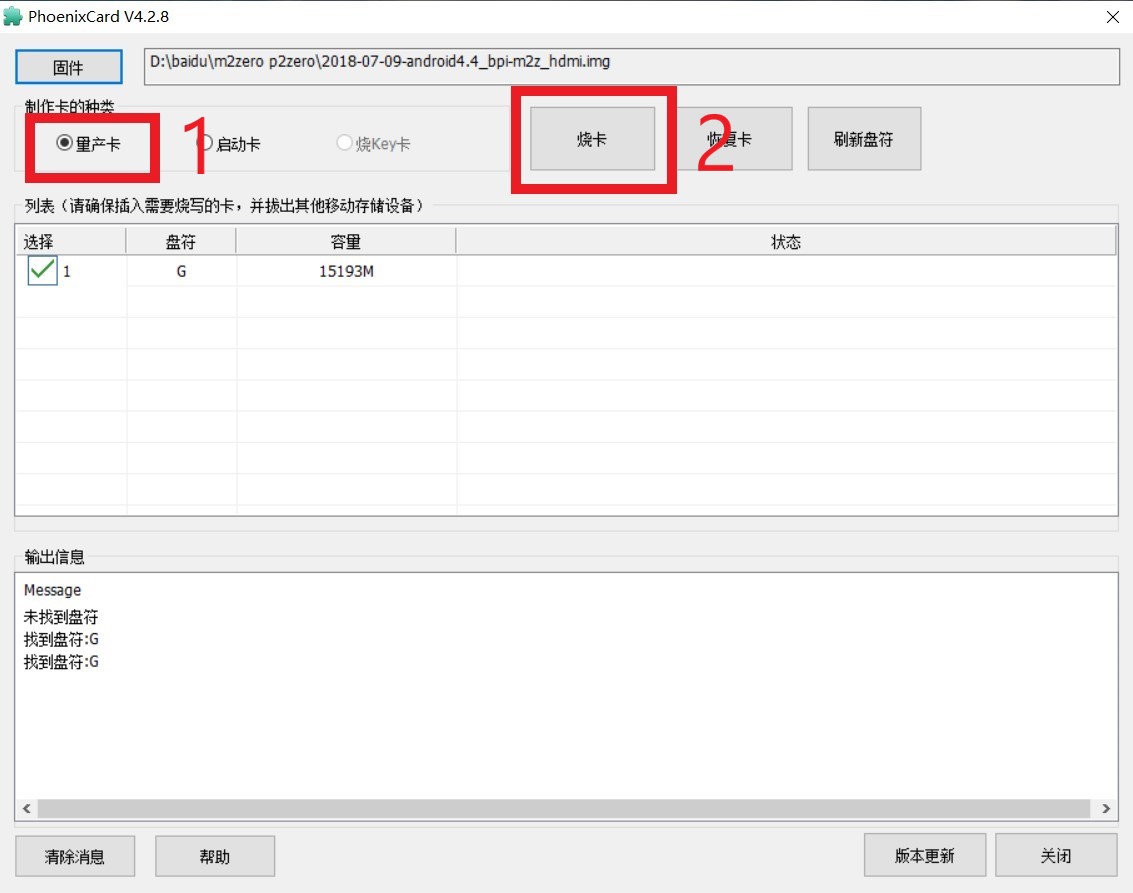 PhoenixCard V4.2.8
固件
D:\baidu\m2zero p2zero\2018-07-09-android4.4_bpi-m2z_hdmi.img
制作卡的种类
量产卡 1 启动卡 烧Key卡 烧卡 2 恢复卡 刷新盘符
列表（请确保插入需要烧写的卡，并拔出其他移动存储设备）
选择 盘符 容量 状态
1 G 15193M
输出信息
Message
未找到盘符
找到盘符:G
找到盘符:G
清除消息 帮助 版本更新 关闭